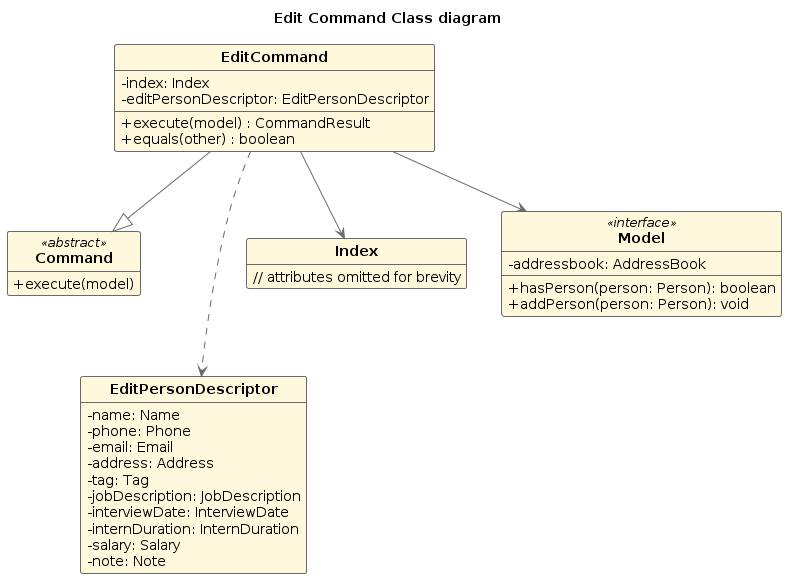 Edit Command Class diagram
EditCommand
-index: Index
-editPersonDescriptor: EditPersonDescriptor
+execute(model) : CommandResult
+equals(other) : boolean
«abstract»
Command
+execute(model)
Index
// attributes omitted for brevity
«interface»
Model
-addressbook: AddressBook
+hasPerson(person: Person): boolean
+addPerson(person: Person): void
EditPersonDescriptor
-name: Name
-phone: Phone
-email: Email
-address: Address
-tag: Tag
-jobDescription: JobDescription
-interviewDate: InterviewDate
-internDuration: InternDuration
-salary: Salary
-note: Note